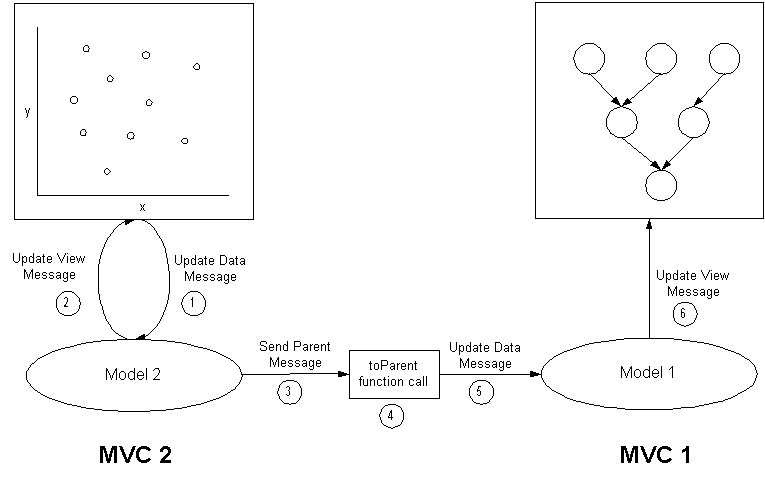 y
x
Update View
Message
2
Update Data
Message
1
Update View
Message
6
Send Parent
Message
3
toParent
function call
4
Update Data
Message
5
Model 2
Model 1
MVC 2
MVC 1